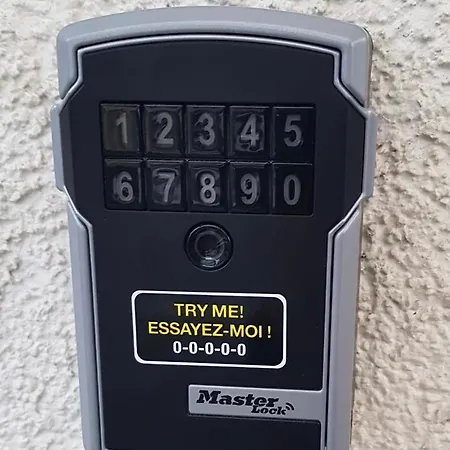 1 2 3 4 5
6 7 8 9 0
TRY ME!
ESSAYEZ-MOI !
0-0-0-0-0
Master
Lock